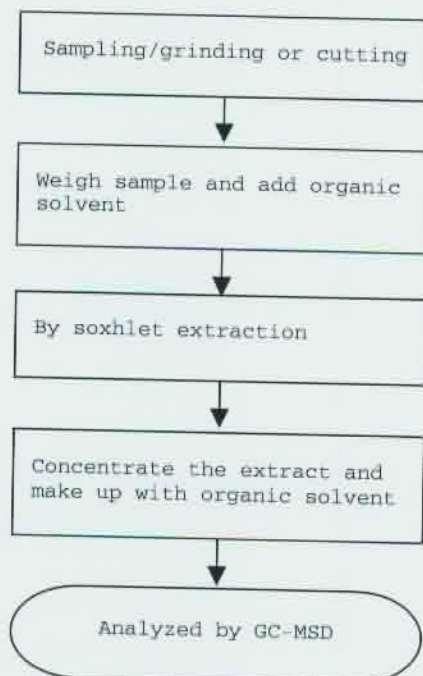 Sampling/grinding or cutting
Weigh sample and add organic
solvent
By soxhlet extraction
Concentrate the extract and
make up with organic solvent
Analyzed by GC-MSD